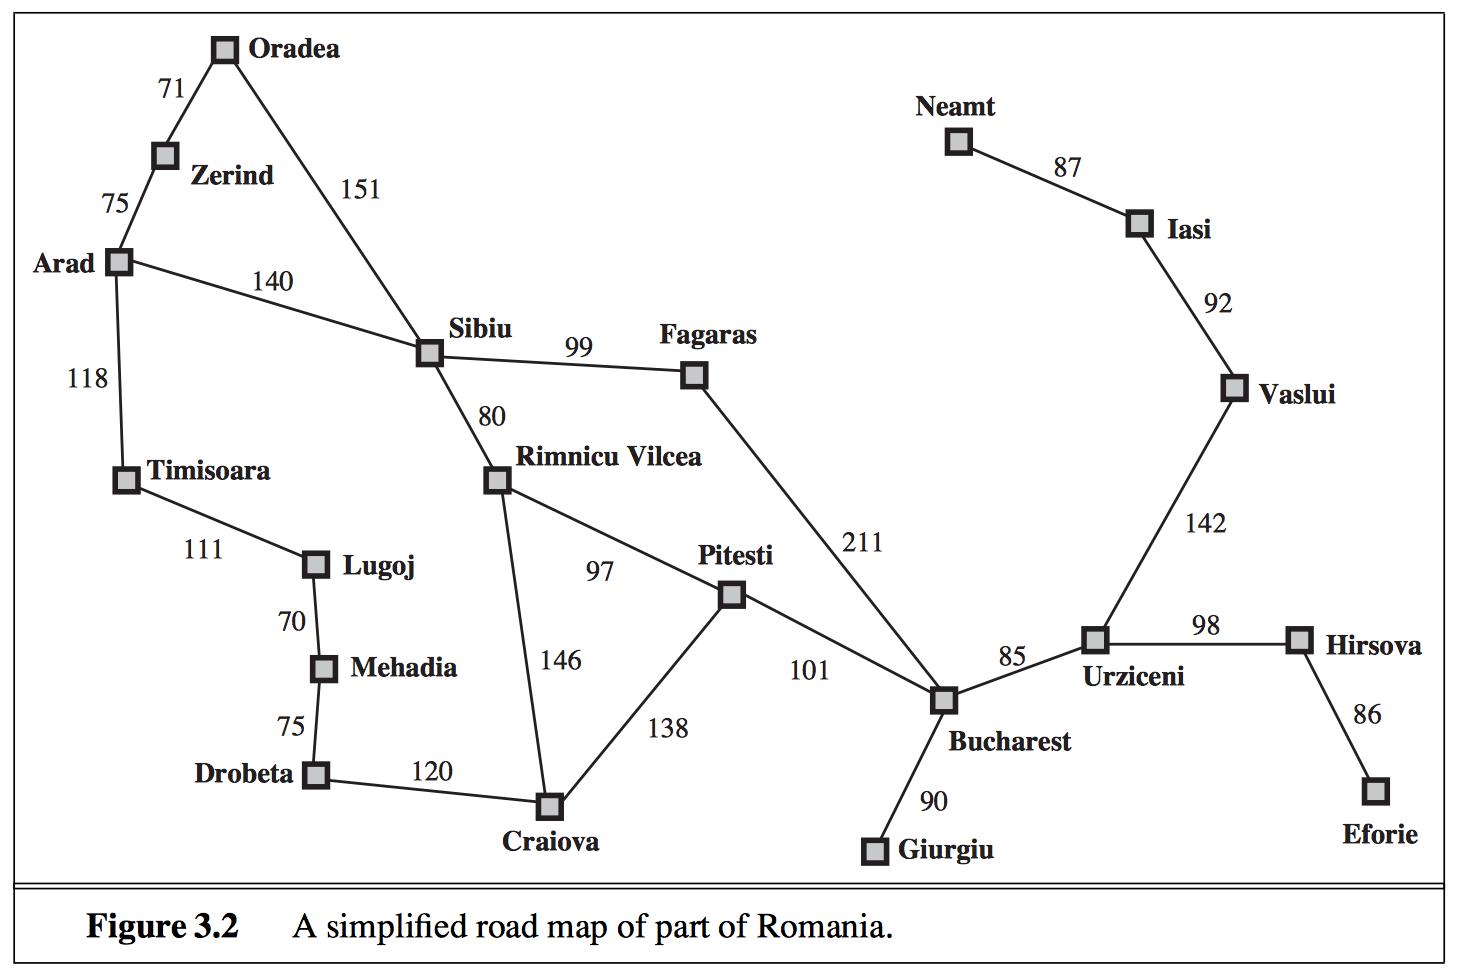 Oradea
71
Neamt
87
Zerind
151
75
Iasi
Arad
140
92
Sibiu
Fagaras
99
118
Vaslui
80
Rimnicu Vilcea
Timisoara
142
211
111
Pitesti
Lugoj
97
70
98
Hirsova
85
Mehadia
146
101
Urziceni
86
75
138
Bucharest
Drobeta
120
90
Eforie
Craiova
Giurgiu
Figure 3.2 A simplified road map of part of Romania.